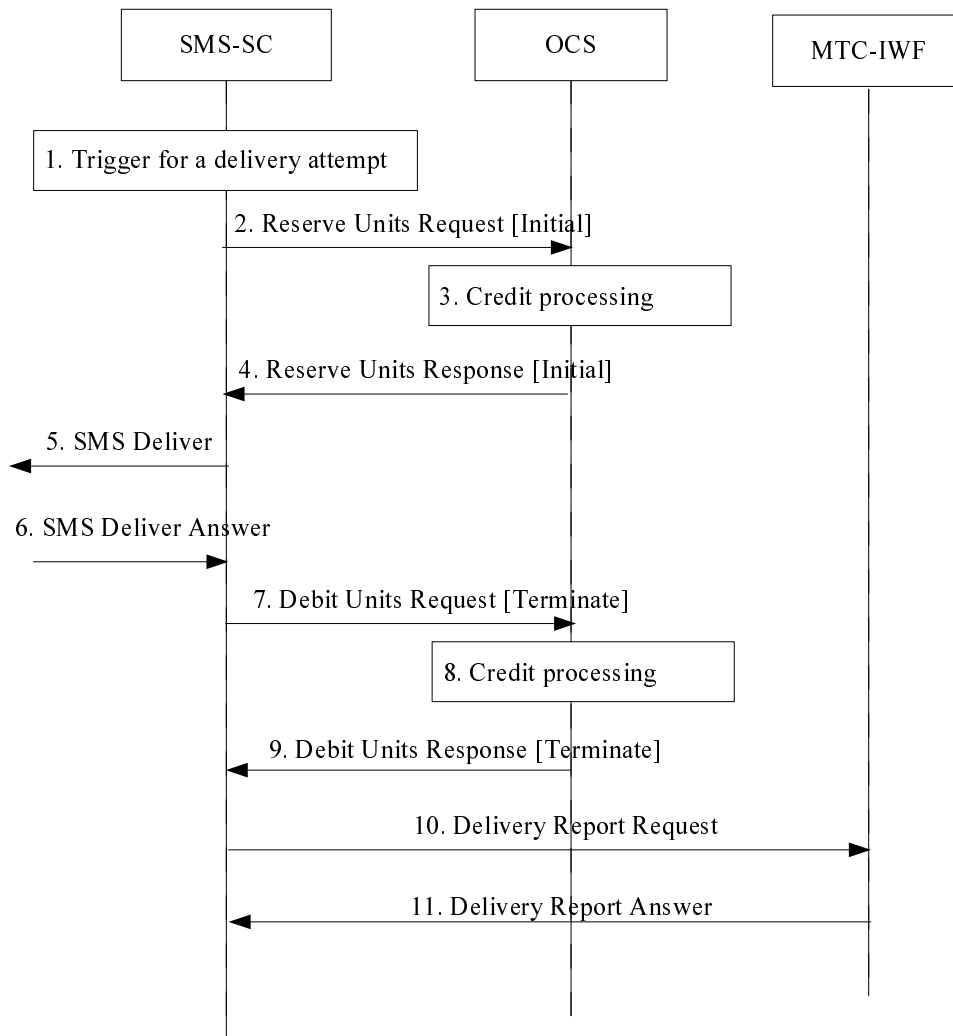 SMS-SC
OCS
MTC-IWF
1. Trigger for a delivery attempt
2. Reserve Units Request [Initial]
3. Credit processing
4. Reserve Units Response [Initial]
5. SMS Deliver
6. SMS Deliver Answer
7. Debit Units Request [Terminate]
8. Credit processing
9. Debit Units Response [Terminate]
10. Delivery Report Request
11. Delivery Report Answer